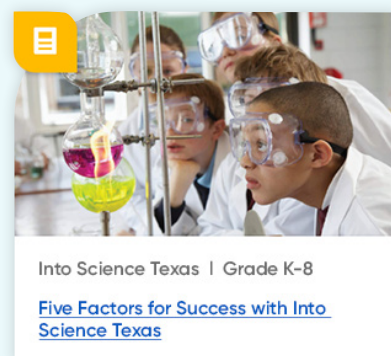 Into Science Texas | Grade K-8
Five Factors for Success with Into
Science Texas